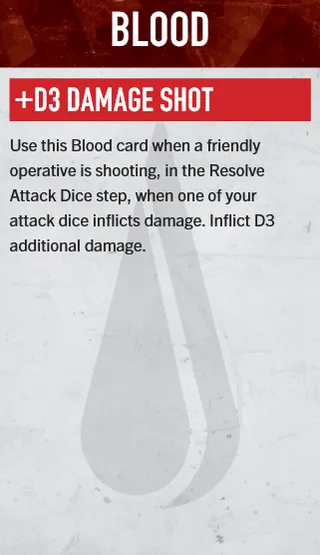 BLOOD
+D3 DAMAGE SHOT
Use this Blood card when a friendly
operative is shooting, in the Resolve
Attack Dice step, when one of your
attack dice inflicts damage. Inflict D3
additional damage.